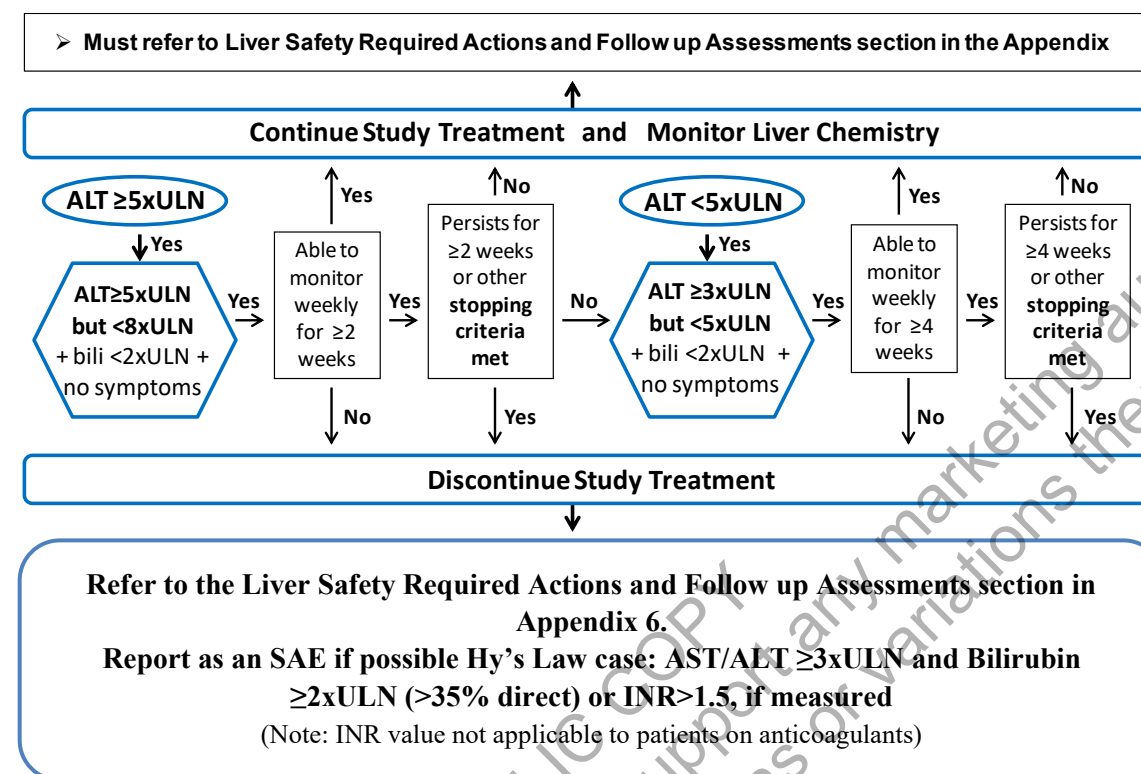 ➢ Must refer to Liver Safety Required Actions and Follow up Assessments section in the Appendix
Continue Study Treatment and Monitor Liver Chemistry
ALT ≥5xULN
Yes
ALT≥5xULN
but <8xULN
+ bili <2xULN +
no symptoms
Yes
Yes
Able to
monitor
weekly
for ≥2
weeks
No
Yes
No
Persists for
≥2 weeks
or other
stopping
criteria
met
Yes
No
ALT <5xULN
Yes
ALT ≥3xULN
but <5xULN
+ bili <2xULN +
no symptoms
Yes
Yes
Able to
monitor
weekly
for ≥4
weeks
No
Yes
No
Persists for
≥4 weeks
or other
stopping
criteria
met
Yes
Discontinue Study Treatment
Refer to the Liver Safety Required Actions and Follow up Assessments section in
Appendix 6.
Report as an SAE if possible Hy's Law case: AST/ALT ≥3xULN and Bilirubin
≥2xULN (>35% direct) or INR>1.5, if measured
(Note: INR value not applicable to patients on anticoagulants)
COPY
support any marketing
or variations